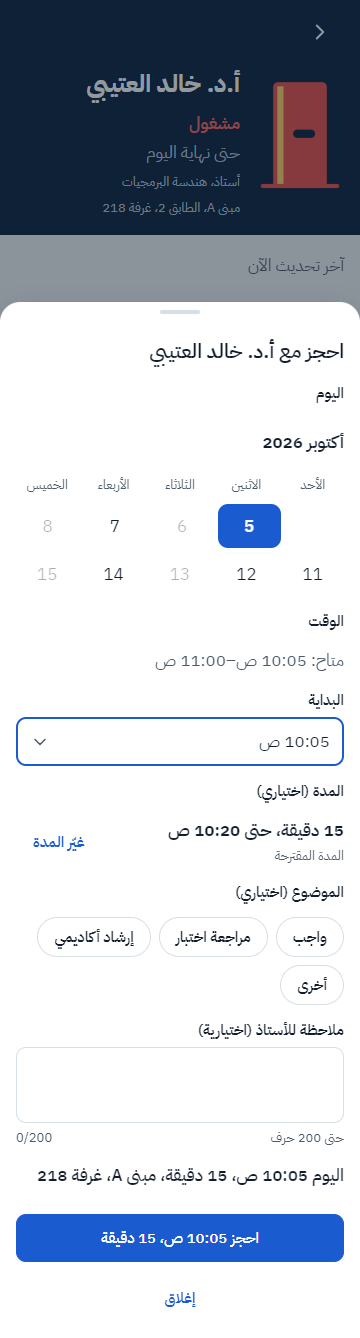 أ.د. خالد العتيبي
مشغول
حتى نهاية اليوم
أستاذ، هندسة البرمجيات
مبنى A، الطابق 2، غرفة 218
آخر تحديث الآن
احجز مع أ.د. خالد العتيبي
اليوم
أكتوبر 2026
الأحد الاثنين الثلاثاء الأربعاء الخميس
5 6 7 8
11 12 13 14 15
الوقت
متاح: 10:05 ص–11:00 ص
البداية
10:05 ص
المدة (اختياري)
15 دقيقة، حتى 10:20 ص
غيّر المدة
المدة المقترحة
الموضوع (اختياري)
واجب مراجعة اختبار إرشاد أكاديمي
أخرى
ملاحظة للأستاذ (اختيارية)
حتى 200 حرف 0/200
اليوم 10:05 ص، 15 دقيقة، مبنى A، غرفة 218
احجز 10:05 ص، 15 دقيقة
إغلاق